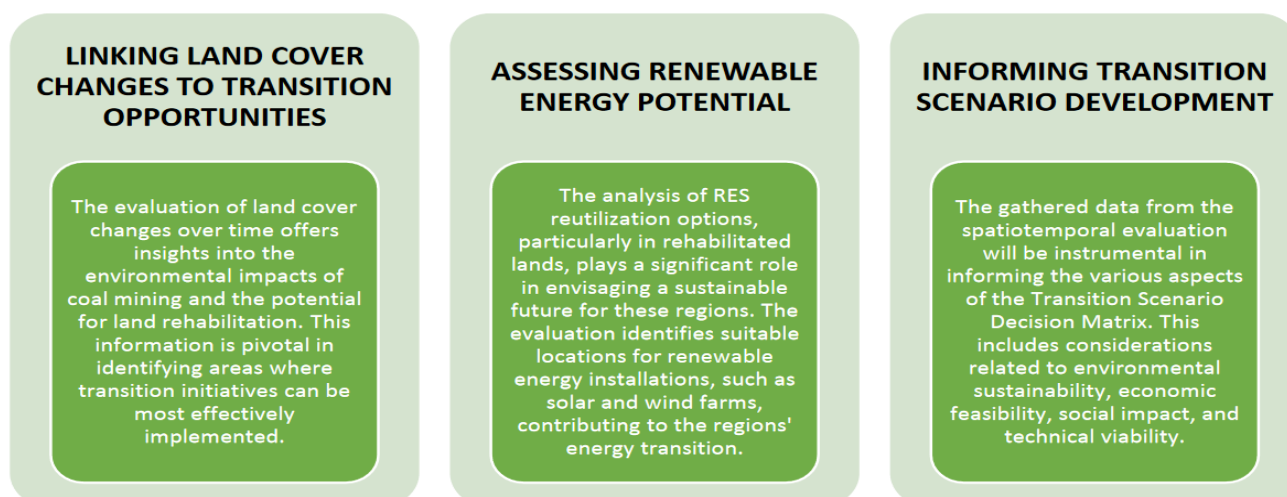 LINKING LAND COVER
CHANGES TO TRANSITION
OPPORTUNITIES
The evaluation of land cover
changes over time offers
insights into the
environmental impacts of
coal mining and the potential
for land rehabilitation. This
information is pivotal in
identifying areas where
transition initiatives can be
most effectively
implemented.
ASSESSING RENEWABLE
ENERGY POTENTIAL
The analysis of RES
reutilization options,
particularly in rehabilitated
lands, plays a significant role
in envisaging a sustainable
future for these regions. The
evaluation identifies suitable
locations for renewable
energy installations, such as
solar and wind farms,
contributing to the regions'
energy transition.
INFORMING TRANSITION
SCENARIO DEVELOPMENT
The gathered data from the
spatiotemporal evaluation
will be instrumental in
informing the various aspects
of the Transition Scenario
Decision Matrix. This
includes considerations
related to environmental
sustainability, economic
feasibility, social impact, and
technical viability.